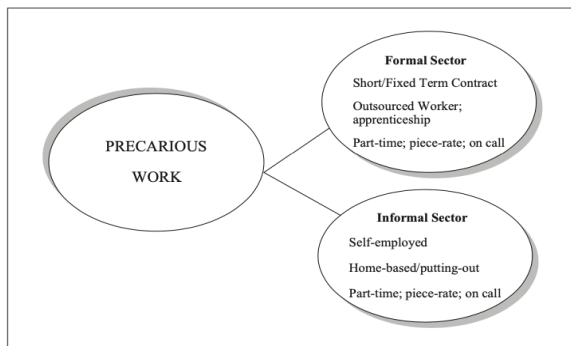 PRECARIOUS
WORK
Formal Sector
Short/Fixed Term Contract
Outsourced Worker;
apprenticeship
Part-time; piece-rate; on call
Informal Sector
Self-employed
Home-based/putting-out
Part-time; piece-rate; on call